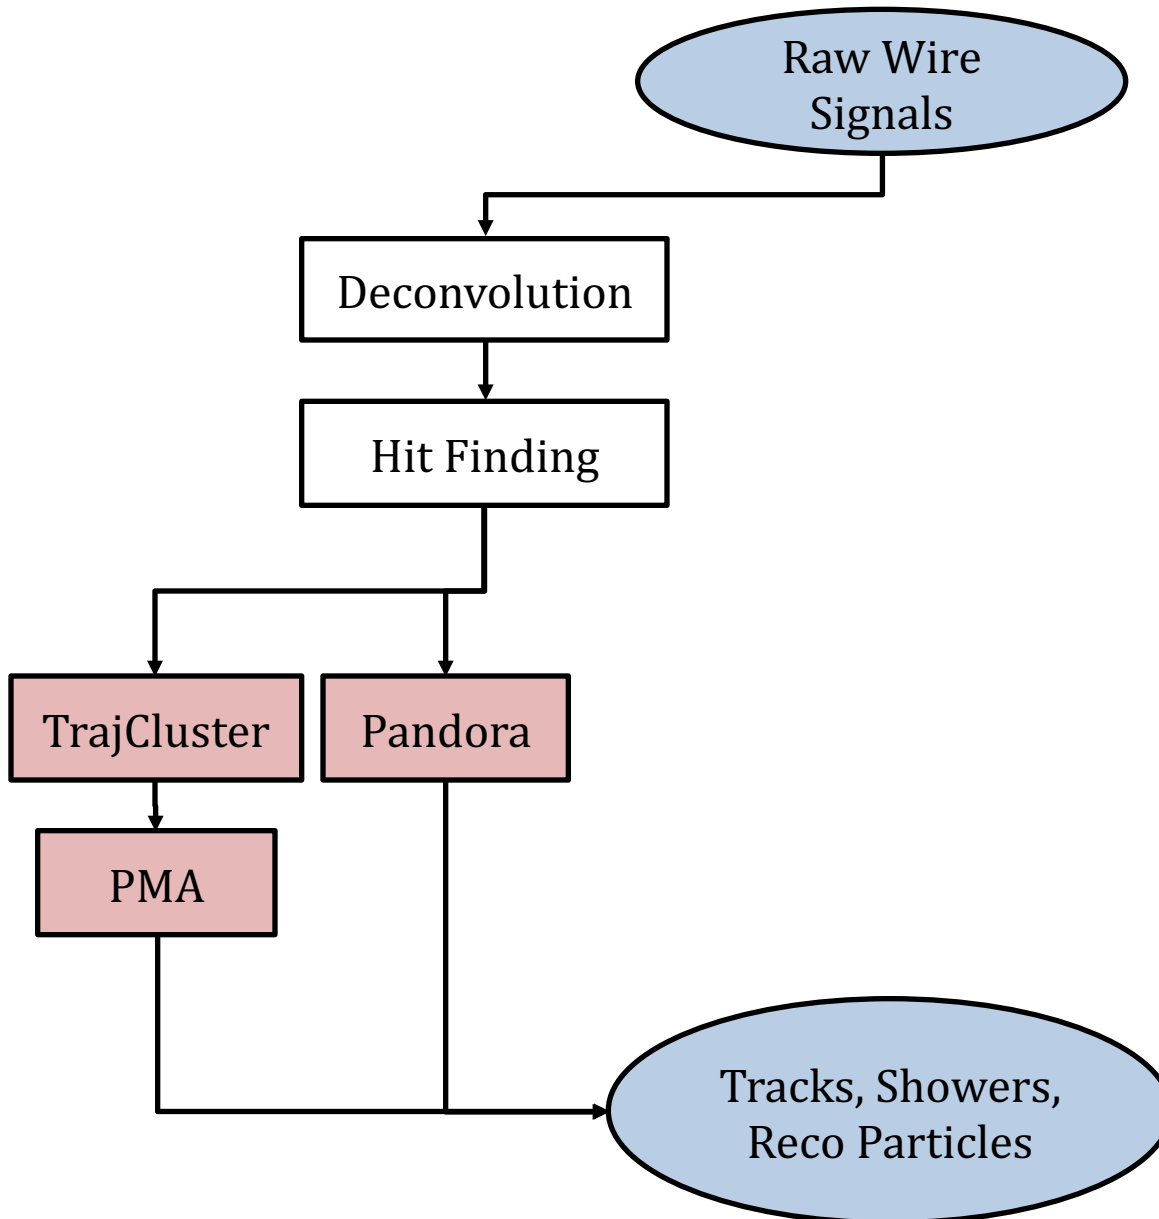 Raw Wire
Signals
Deconvolution
Hit Finding
TrajCluster
Pandora
PMA
Tracks, Showers,
Reco Particles